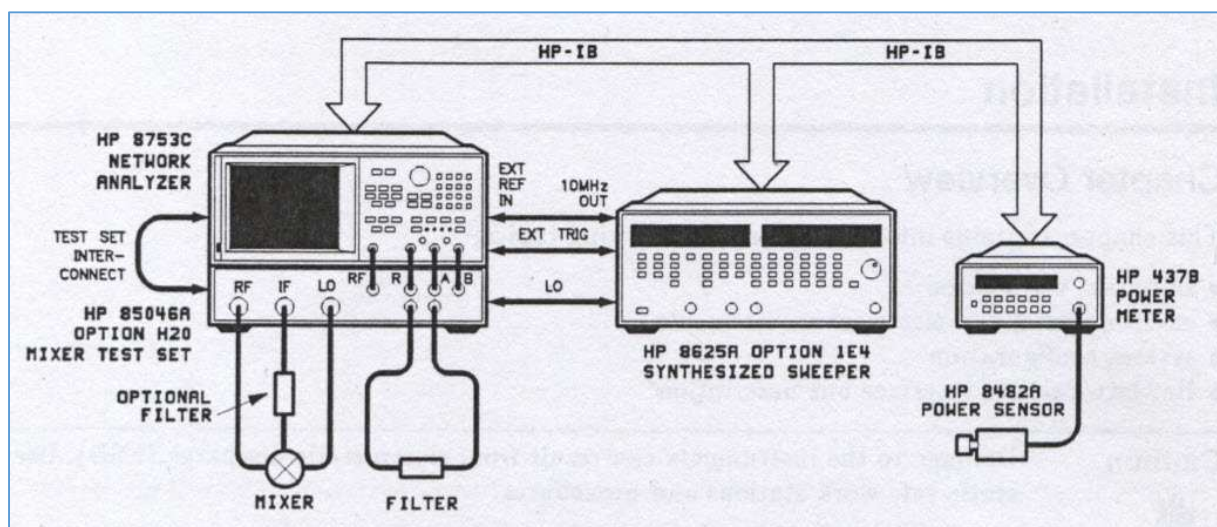 HP-IB
HP-IB
HP 8753C
NETWORK
ANALYZER
EXT
REF
IN
10MHz
OUT
EXT TRIG
TEST SET
INTER-
CONNECT
RF
R
A
B
RF
IF
LO
LO
HP 85046A
OPTION H20
MIXER TEST SET
HP 8625A OPTION 1E4
SYNTHESIZED SWEEPER
HP 437B
POWER
METER
OPTIONAL
FILTER
HP 8482A
POWER SENSOR
MIXER
FILTER
Installation
Chapter Overview